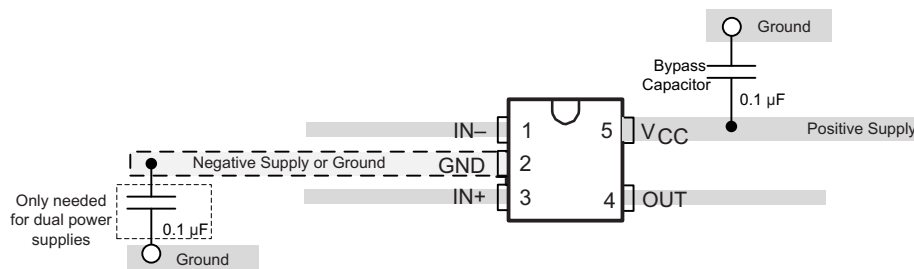 Ground
Bypass
Capacitor
0.1 µF
IN– 1 5 VCC Positive Supply
Negative Supply or Ground GND 2
IN+ 3 4 OUT
Only needed
for dual power
supplies
0.1 µF
Ground